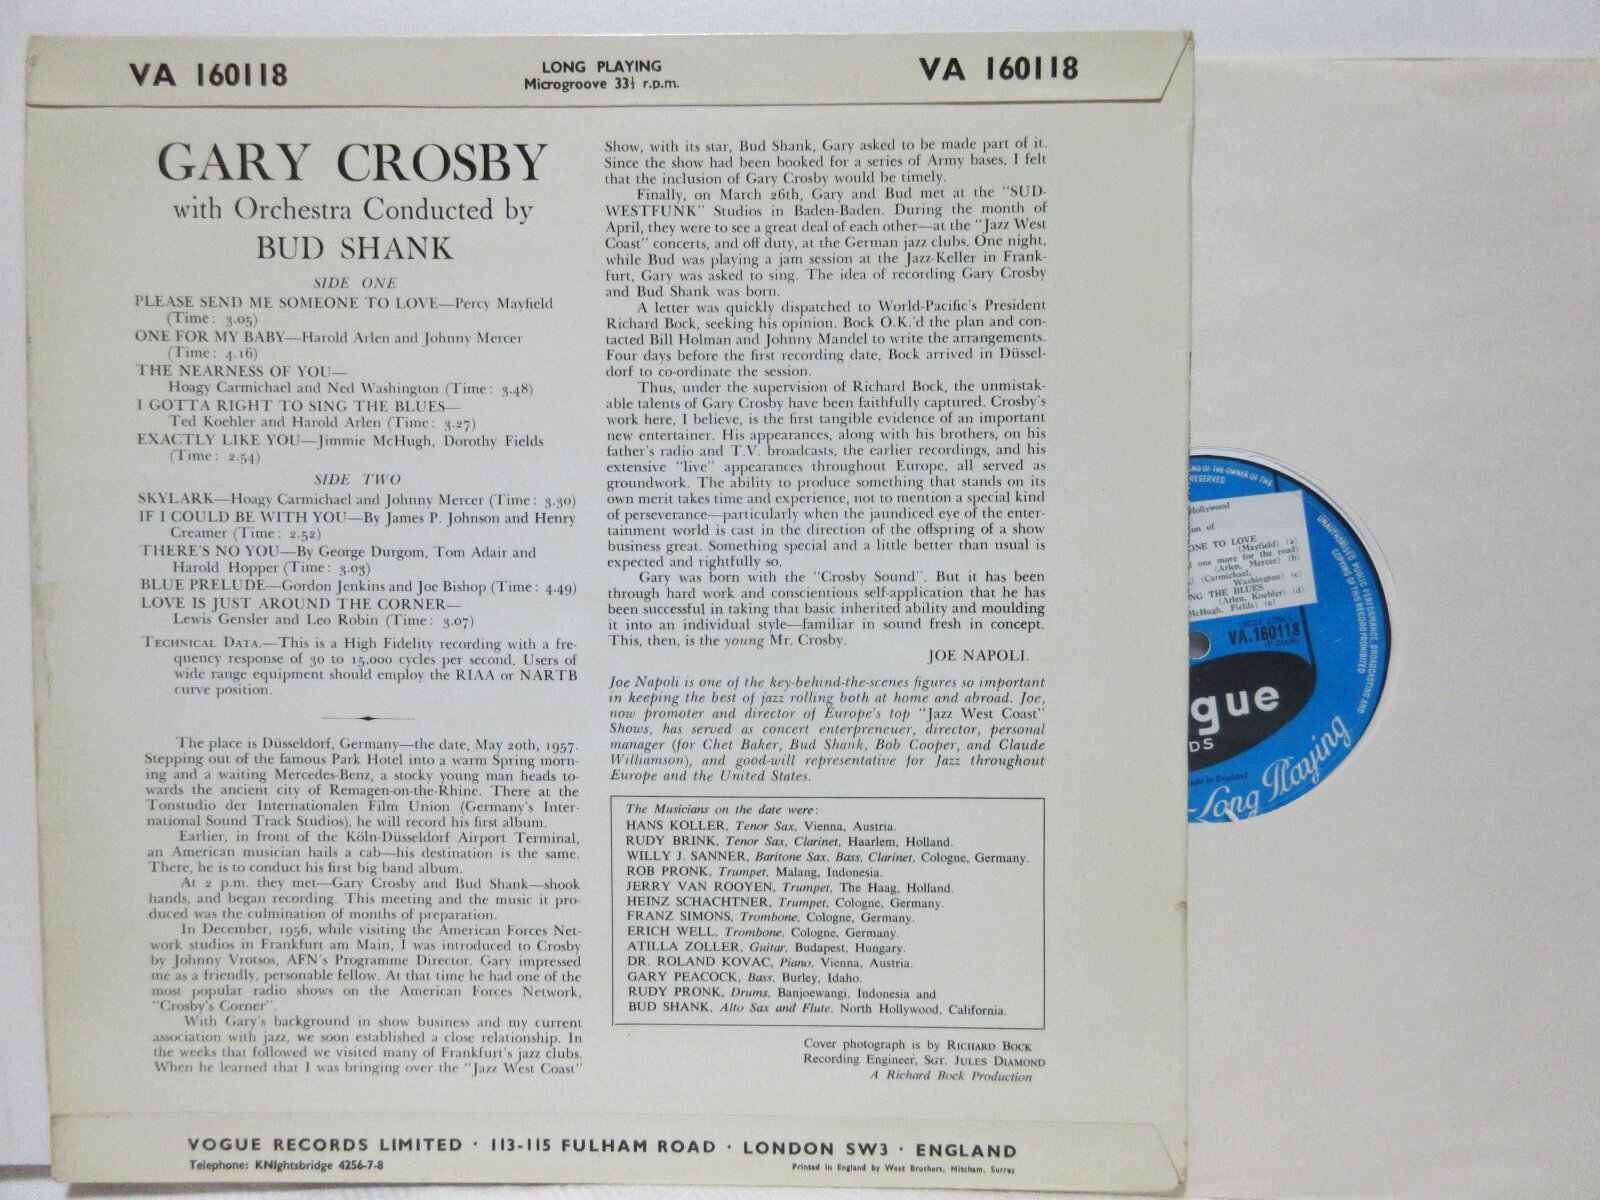 VA 160118
LONG PLAYING
Microgroove 33⅓ r.p.m.
VA 160118
GARY CROSBY
with Orchestra Conducted by
BUD SHANK
SIDE ONE
PLEASE SEND ME SOMEONE TO LOVE—Percy Mayfield
(Time: 3.05)
ONE FOR MY BABY—Harold Arlen and Johnny Mercer
(Time: 4.16)
THE NEARNESS OF YOU—
Hoagy Carmichael and Ned Washington (Time: 3.48)
I GOTTA RIGHT TO SING THE BLUES—
Ted Koehler and Harold Arlen (Time: 3.27)
EXACTLY LIKE YOU—Jimmie McHugh, Dorothy Fields
(Time: 2.54)
SIDE TWO
SKYLARK—Hoagy Carmichael and Johnny Mercer (Time: 3.30)
IF I COULD BE WITH YOU—By James P. Johnson and Henry
Creamer (Time: 2.52)
THERE'S NO YOU—By George Durgom, Tom Adair and
Harold Hopper (Time: 3.03)
BLUE PRELUDE—Gordon Jenkins and Joe Bishop (Time: 4.49)
LOVE IS JUST AROUND THE CORNER—
Lewis Gensler and Leo Robin (Time: 3.07)
TECHNICAL DATA.—This is a High Fidelity recording with a fre-
quency response of 30 to 15,000 cycles per second. Users of
wide range equipment should employ the RIAA or NARTB
curve position.
The place is Düsseldorf, Germany—the date, May 20th, 1957.
Stepping out of the famous Park Hotel into a warm Spring morn-
ing and a waiting Mercedes-Benz, a stocky young man heads to-
wards the ancient city of Remagen-on-the-Rhine. There at the
Tonstudio der Internationalen Film Union (Germany's Inter-
national Sound Track Studios), he will record his first album.
Earlier, in front of the Köln-Düsseldorf Airport Terminal,
an American musician hails a cab—his destination is the same.
There, he is to conduct his first big band album.
At 2 p.m. they met—Gary Crosby and Bud Shank—shook
hands, and began recording. This meeting and the music it pro-
duced was the culmination of months of preparation.
In December, 1956, while visiting the American Forces Net-
work studios in Frankfurt am Main, I was introduced to Crosby
by Johnny Vrotsos, AFN's Programme Director. Gary impressed
me as a friendly, personable fellow. At that time he had one of the
most popular radio shows on the American Forces Network,
"Crosby's Corner".
With Gary's background in show business and my current
association with jazz, we soon established a close relationship. In
the weeks that followed we visited many of Frankfurt's jazz clubs.
When he learned that I was bringing over the "Jazz West Coast"
Show, with its star, Bud Shank, Gary asked to be made part of it.
Since the show had been booked for a series of Army bases, I felt
that the inclusion of Gary Crosby would be timely.
Finally, on March 26th, Gary and Bud met at the "SUD-
WESTFUNK" Studios in Baden-Baden. During the month of
April, they were to see a great deal of each other—at the "Jazz West
Coast" concerts, and off duty, at the German jazz clubs. One night,
while Bud was playing a jam session at the Jazz-Keller in Frank-
furt, Gary was asked to sing. The idea of recording Gary Crosby
and Bud Shank was born.
A letter was quickly dispatched to World-Pacific's President
Richard Bock, seeking his opinion. Bock O.K.'d the plan and con-
tacted Bill Holman and Johnny Mandel to write the arrangements.
Four days before the first recording date, Bock arrived in Düssel-
dorf to co-ordinate the session.
Thus, under the supervision of Richard Bock, the unmistak-
able talents of Gary Crosby have been faithfully captured. Crosby's
work here, I believe, is the first tangible evidence of an important
new entertainer. His appearances, along with his brothers, on his
father's radio and T.V. broadcasts, the earlier recordings, and his
extensive "live" appearances throughout Europe, all served as
groundwork. The ability to produce something that stands on its
own merit takes time and experience, not to mention a special kind
of perseverance—particularly when the jaundiced eye of the enter-
tainment world is cast in the direction of the offspring of a show
business great. Something special and a little better than usual is
expected and rightfully so.
Gary was born with the "Crosby Sound". But it has been
through hard work and conscientious self-application that he has
been successful in taking that basic inherited ability and moulding
it into an individual style—familiar in sound fresh in concept.
This, then, is the young Mr. Crosby.
JOE NAPOLI.
Joe Napoli is one of the key-behind-the-scenes figures so important
in keeping the best of jazz rolling both at home and abroad. Joe,
now promoter and director of Europe's top "Jazz West Coast"
Shows, has served as concert enterpreneuer, director, personal
manager (for Chet Baker, Bud Shank, Bob Cooper, and Claude
Williamson), and good-will representative for Jazz throughout
Europe and the United States.
The Musicians on the date were:
HANS KOLLER, Tenor Sax, Vienna, Austria.
RUDY BRINK, Tenor Sax, Clarinet, Haarlem, Holland.
WILLY J. SANNER, Baritone Sax, Bass, Clarinet, Cologne, Germany.
ROB PRONK, Trumpet, Malang, Indonesia.
JERRY VAN ROOYEN, Trumpet, The Haag, Holland.
HEINZ SCHACHTNER, Trumpet, Cologne, Germany.
FRANZ SIMONS, Trombone, Cologne, Germany.
ERICH WELL, Trombone, Cologne, Germany.
ATILLA ZOLLER, Guitar, Budapest, Hungary.
DR. ROLAND KOVAC, Piano, Vienna, Austria.
GARY PEACOCK, Bass, Burley, Idaho.
RUDY PRONK, Drums, Banjoewangi, Indonesia and
BUD SHANK, Alto Sax and Flute, North Hollywood, California.
Cover photograph is by RICHARD BOCK
Recording Engineer, SGT. JULES DIAMOND
A Richard Bock Production
VOGUE RECORDS LIMITED · 113-115 FULHAM ROAD · LONDON SW3 · ENGLAND
Telephone: KNightsbridge 4256-7-8
Printed in England by West Brothers, Mitcham, Surrey
NG OF THE OWNER OF THE
RESERVED
UNAUTHORISED PUBLIC PERFORMANCE, BROADCASTING AND
COPYING OF THIS RECORD PROHIBITED
Hollywood
on of
ONE TO LOVE
(Mayfield) (a)
one more for the road)
(Arlen, Mercer) (b)
(Carmichael,
Washington) (c)
NG THE BLUES
(Arlen, Koehler) (d)
McHugh, Fields) (e)
VA.160118
gue
DS
ade in England
Long Playing